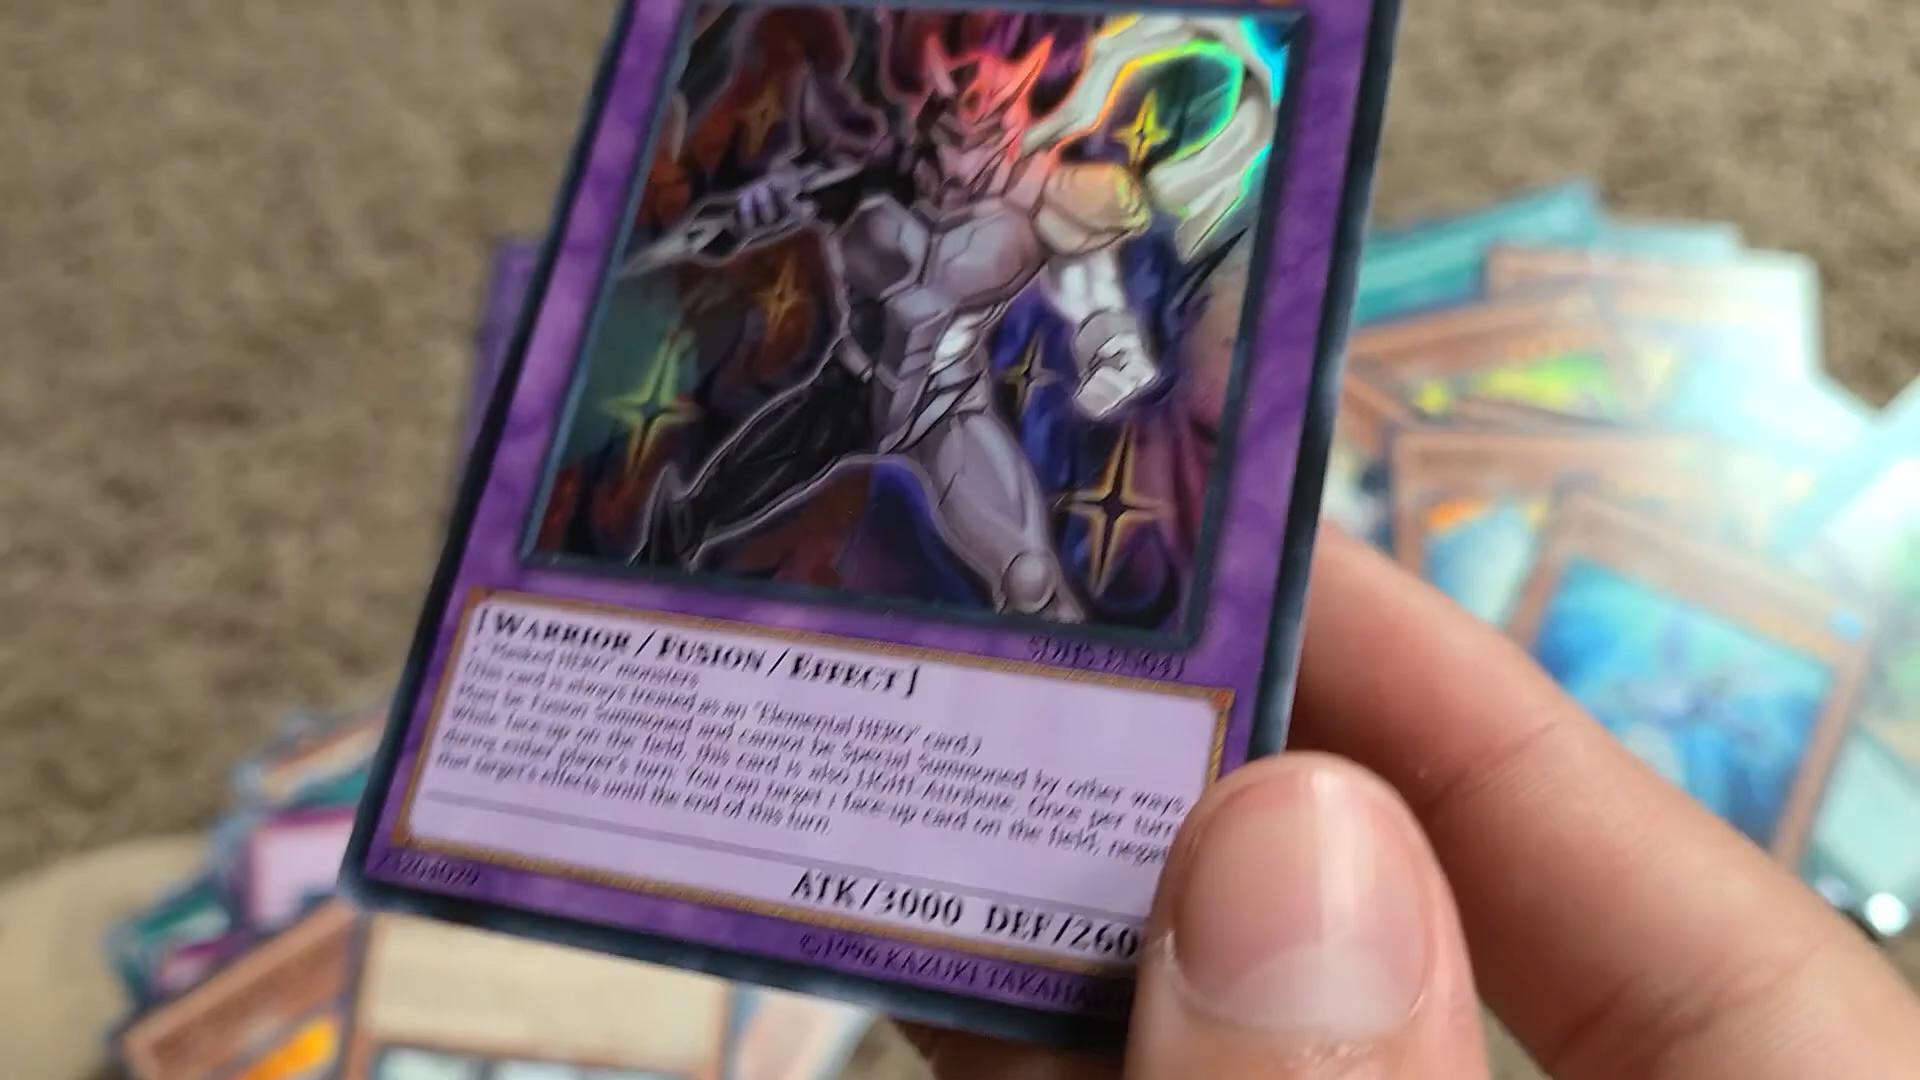 SDHS-EN041
[WARRIOR / FUSION / EFFECT]
HERO" monsters
(This card is always treated as an "Elemental HERO" card.)
Must be Fusion Summoned and cannot be Special Summoned by other ways.
While face-up on the field, this card is also LIGHT Attribute. Once per turn,
during either player's turn: You can target 1 face-up card on the field; negate
that target's effects until the end of this turn.
ATK/3000 DEF/260
©1996 KAZUKI TAKAHASHI